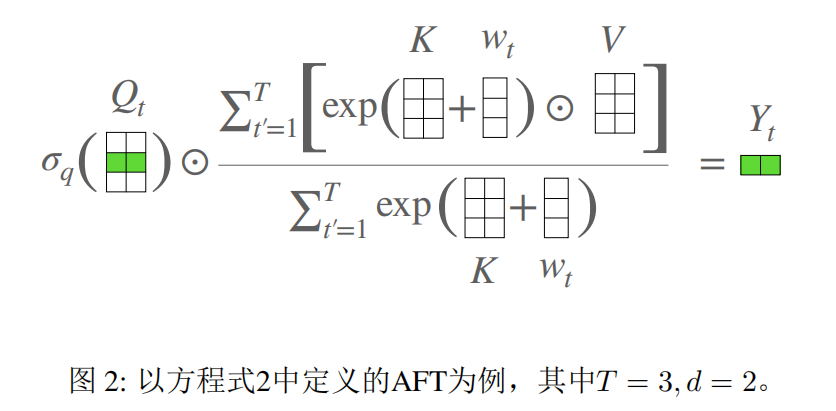 K w_t V
Q_t
σ_q( ) ⊙ ∑_{t'=1}^{T} [ exp( + ) ⊙ ]
Y_t
=
∑_{t'=1}^{T} exp( + )
K w_t
图 2: 以方程式2中定义的AFT为例，其中T = 3, d = 2。